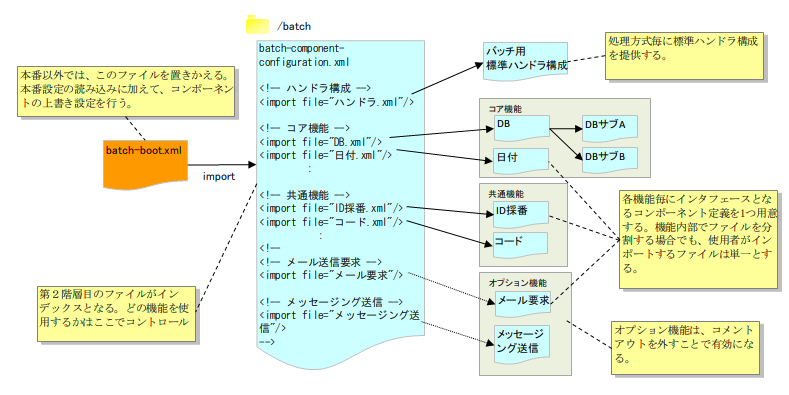 /batch
本番以外では、このファイルを置きかえる。
本番設定の読み込みに加えて、コンポーネン
トの上書き設定を行う。
batch-boot.xml
import
第２階層目のファイルがイン
デックスとなる。どの機能を使
用するかはここでコントロール
batch-component-
configuration.xml
<!-- ハンドラ構成 -->
<import file="ハンドラ.xml"/>
<!-- コア機能 -->
<import file="DB.xml"/>
<import file="日付.xml"/>
:
<!-- 共通機能 -->
<import file="ID採番.xml"/>
<import file="コード.xml"/>
:
<!--
<!-- メール送信要求 -->
<import file="メール要求"/>
<!-- メッセージング送信 -->
<import file="メッセージング送
信"/>
-->
バッチ用
標準ハンドラ構成
処理方式毎に標準ハンドラ構成
を提供する。
コア機能
DB
日付
DBサブA
DBサブB
共通機能
ID採番
コード
オプション機能
メール要求
メッセージ
ング送信
各機能毎にインタフェースとな
るコンポーネント定義を1つ用意
する。機能内部でファイルを分
割する場合でも、使用者がイン
ポートするファイルは単一とす
る。
オプション機能は、コメント
アウトを外すことで有効にな
る。